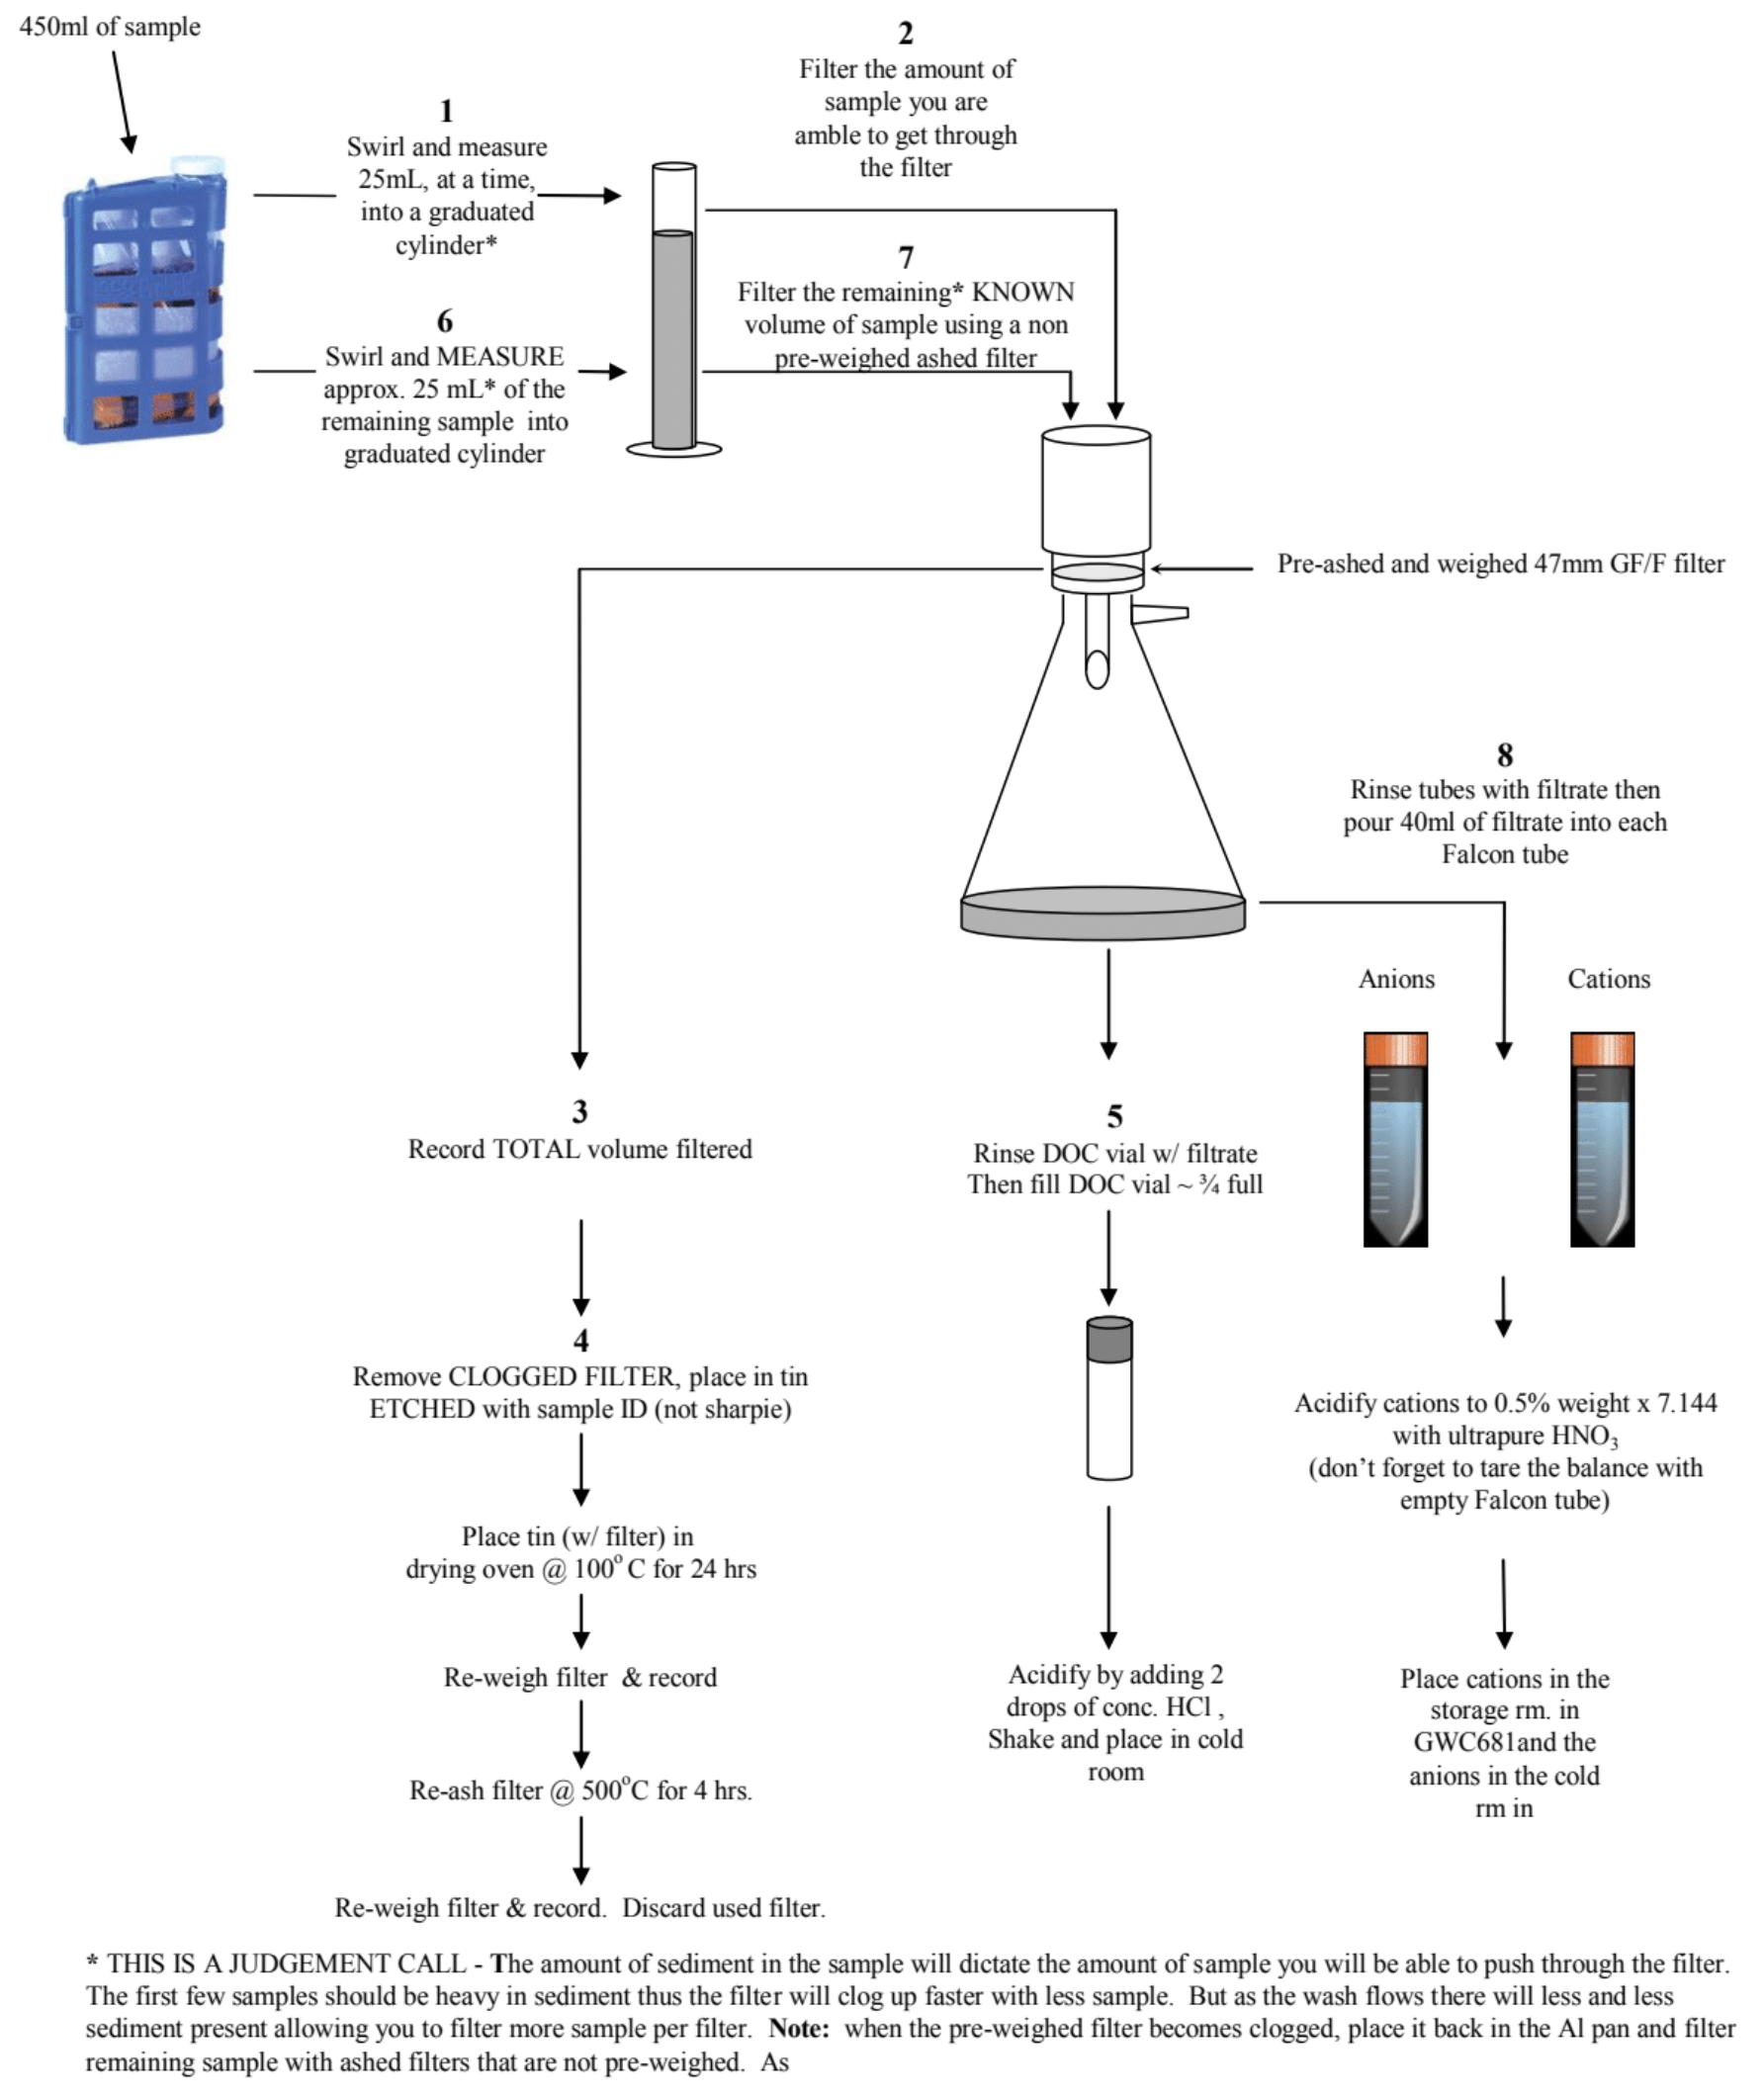 450ml of sample
1
Swirl and measure
25mL, at a time,
into a graduated
cylinder*
2
Filter the amount of
sample you are
amble to get through
the filter
6
Swirl and MEASURE
approx. 25 mL* of the
remaining sample into
graduated cylinder
7
Filter the remaining* KNOWN
volume of sample using a non
pre-weighed ashed filter
Pre-ashed and weighed 47mm GF/F filter
8
Rinse tubes with filtrate then
pour 40ml of filtrate into each
Falcon tube
Anions
Cations
3
Record TOTAL volume filtered
4
Remove CLOGGED FILTER, place in tin
ETCHED with sample ID (not sharpie)
Place tin (w/ filter) in
drying oven @ 100° C for 24 hrs
Re-weigh filter & record
Re-ash filter @ 500°C for 4 hrs.
Re-weigh filter & record. Discard used filter.
5
Rinse DOC vial w/ filtrate
Then fill DOC vial ~ ¾ full
Acidify by adding 2
drops of conc. HCl ,
Shake and place in cold
room
Acidify cations to 0.5% weight x 7.144
with ultrapure HNO₃
(don’t forget to tare the balance with
empty Falcon tube)
Place cations in the
storage rm. in
GWC681and the
anions in the cold
rm in
* THIS IS A JUDGEMENT CALL - The amount of sediment in the sample will dictate the amount of sample you will be able to push through the filter.
The first few samples should be heavy in sediment thus the filter will clog up faster with less sample. But as the wash flows there will less and less
sediment present allowing you to filter more sample per filter. Note: when the pre-weighed filter becomes clogged, place it back in the Al pan and filter
remaining sample with ashed filters that are not pre-weighed. As